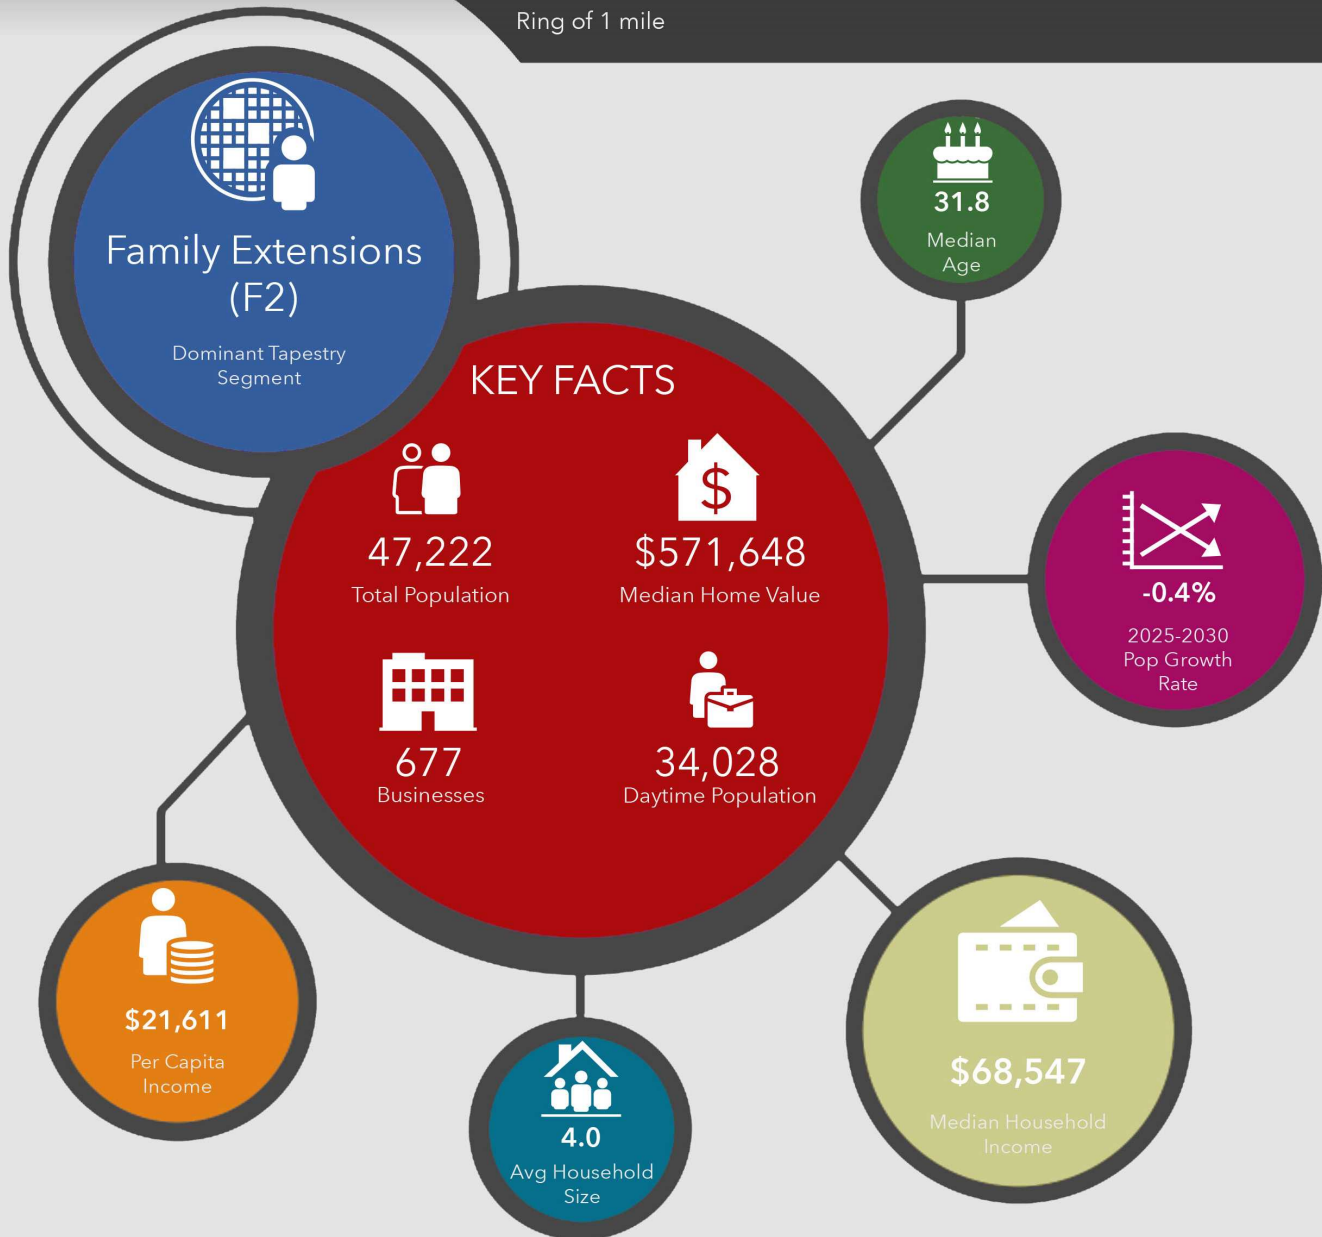 Ring of 1 mile
Family Extensions
(F2)
Dominant Tapestry
Segment
31.8
Median
Age
KEY FACTS
47,222
Total Population
$571,648
Median Home Value
677
Businesses
34,028
Daytime Population
-0.4%
2025-2030
Pop Growth
Rate
$21,611
Per Capita
Income
4.0
Avg Household
Size
$68,547
Median Household
Income